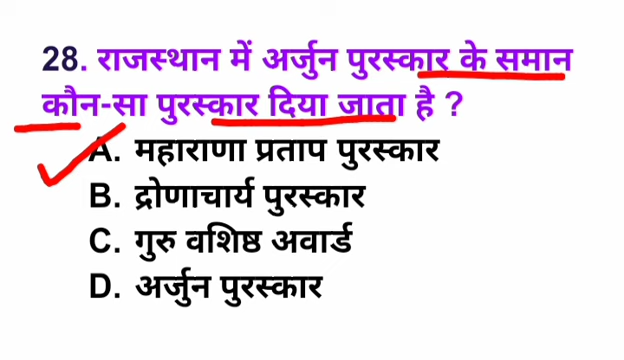 28. राजस्थान में अर्जुन पुरस्कार के समान
कौन-सा पुरस्कार दिया जाता है ?
A. महाराणा प्रताप पुरस्कार
B. द्रोणाचार्य पुरस्कार
C. गुरु वशिष्ठ अवार्ड
D. अर्जुन पुरस्कार